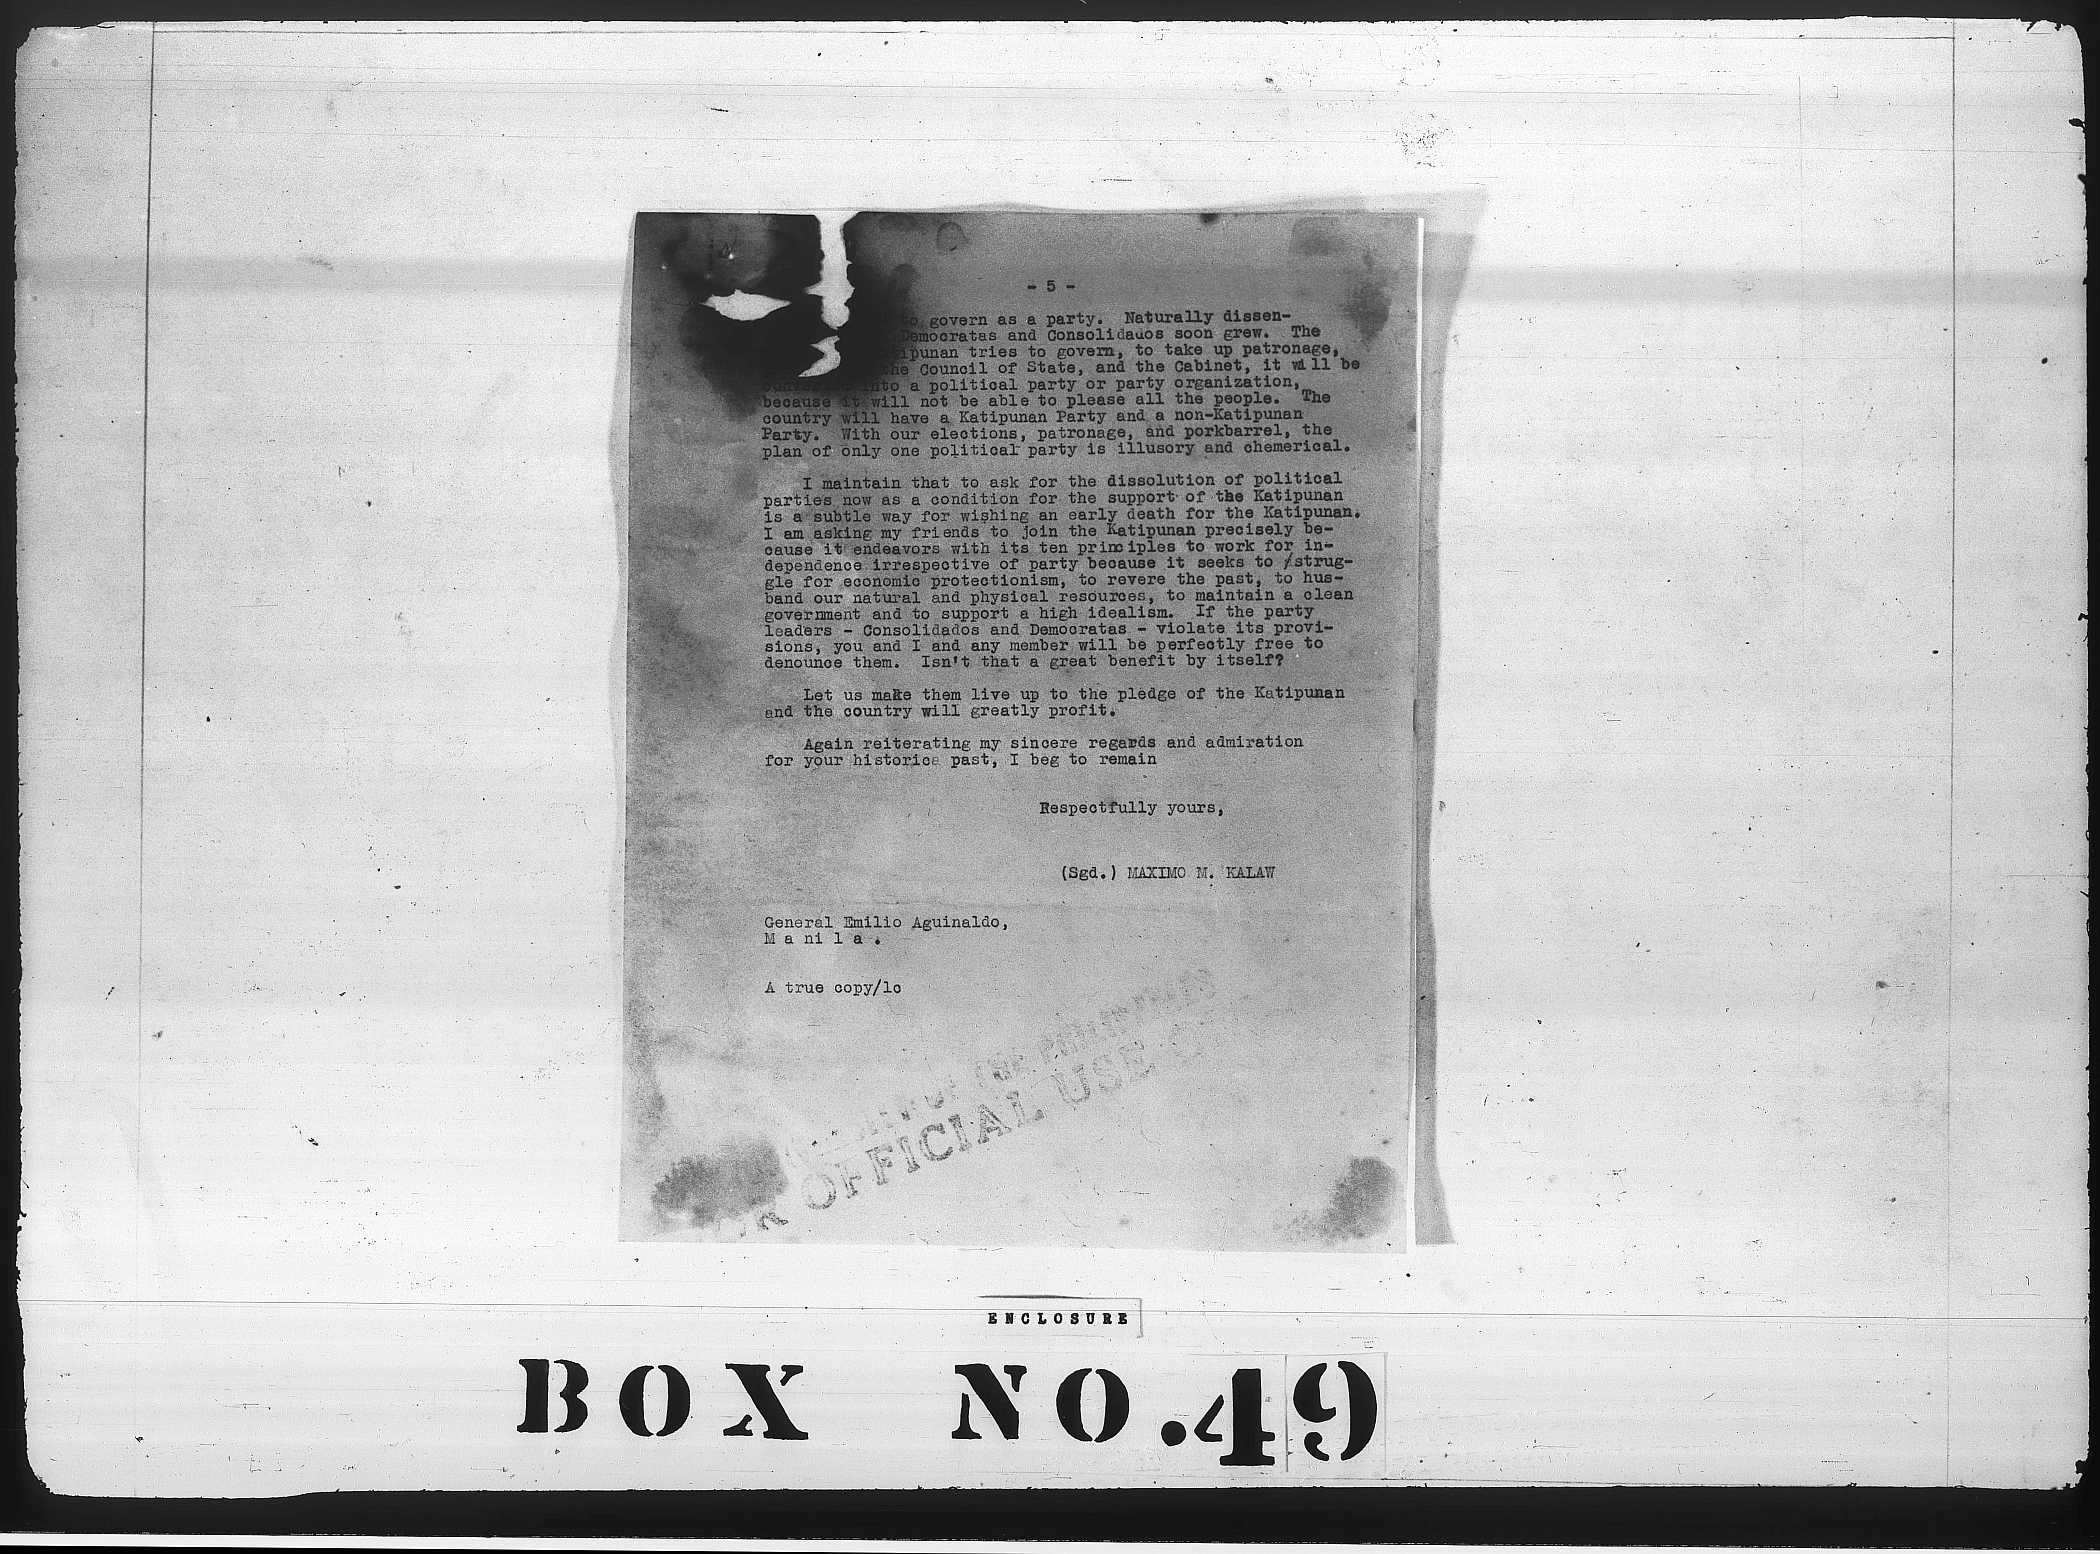 - 5 -
to govern as a party. Naturally dissen-
Democratas and Consolidados soon grew. The
ipunan tries to govern, to take up patronage,
the Council of State, and the Cabinet, it will be
into a political party or party organization,
because it will not be able to please all the people. The
country will have a Katipunan Party and a non-Katipunan
Party. With our elections, patronage, and porkbarrel, the
plan of only one political party is illusory and chemerical.
I maintain that to ask for the dissolution of political
parties now as a condition for the support of the Katipunan
is a subtle way for wishing an early death for the Katipunan.
I am asking my friends to join the Katipunan precisely be-
cause it endeavors with its ten principles to work for in-
dependence irrespective of party because it seeks to /strug-
gle for economic protectionism, to revere the past, to hus-
band our natural and physical resources, to maintain a clean
government and to support a high idealism. If the party
leaders - Consolidados and Democratas - violate its provi-
sions, you and I and any member will be perfectly free to
denounce them. Isn't that a great benefit by itself?
Let us make them live up to the pledge of the Katipunan
and the country will greatly profit.
Again reiterating my sincere regards and admiration
for your historica past, I beg to remain
Respectfully yours,
(Sgd.) MAXIMO M. KALAW
General Emilio Aguinaldo,
M a ni l a .
A true copy/lc
THE PHILIPPINES
OFFICIAL USE
ENCLOSURE
BOX NO.49